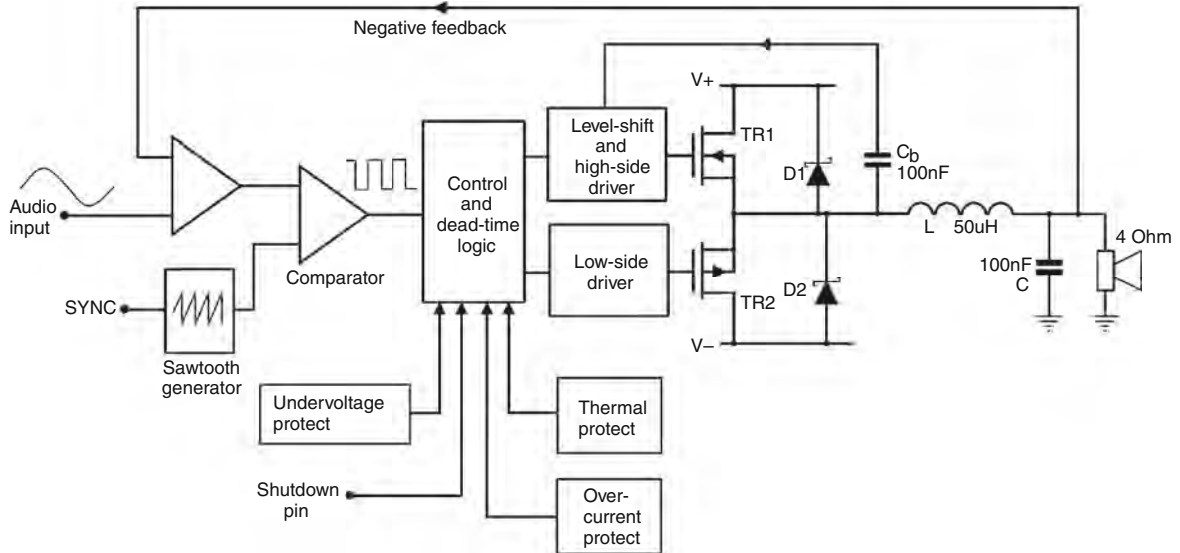 Negative feedback
V+
Level-shift
and
high-side
driver
TR1
D1
Cb
100nF
Control
and
dead-time
logic
Audio
input
Comparator
L 50uH
4 Ohm
100nF
C
Low-side
driver
TR2
D2
SYNC
V–
Sawtooth
generator
Undervoltage
protect
Thermal
protect
Shutdown
pin
Over-
current
protect